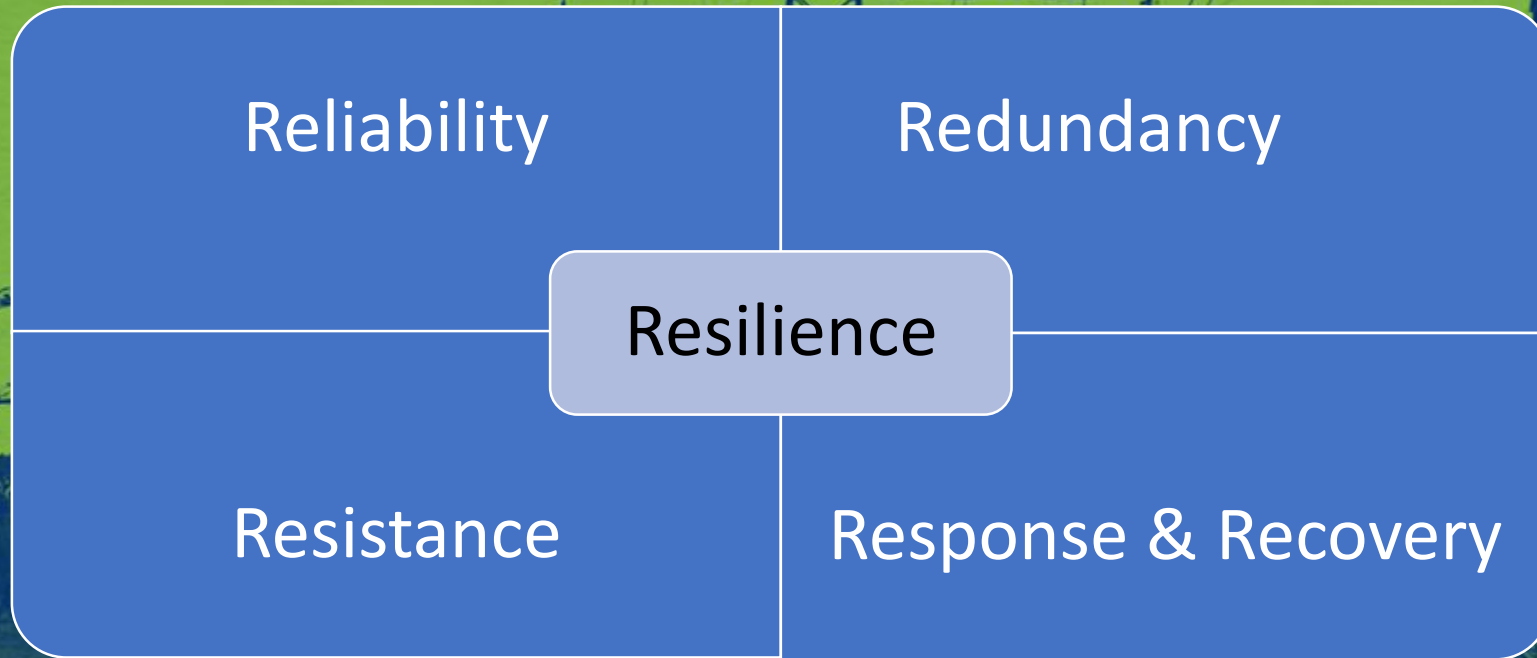 Reliability
Redundancy
Resilience
Resistance
Response & Recovery